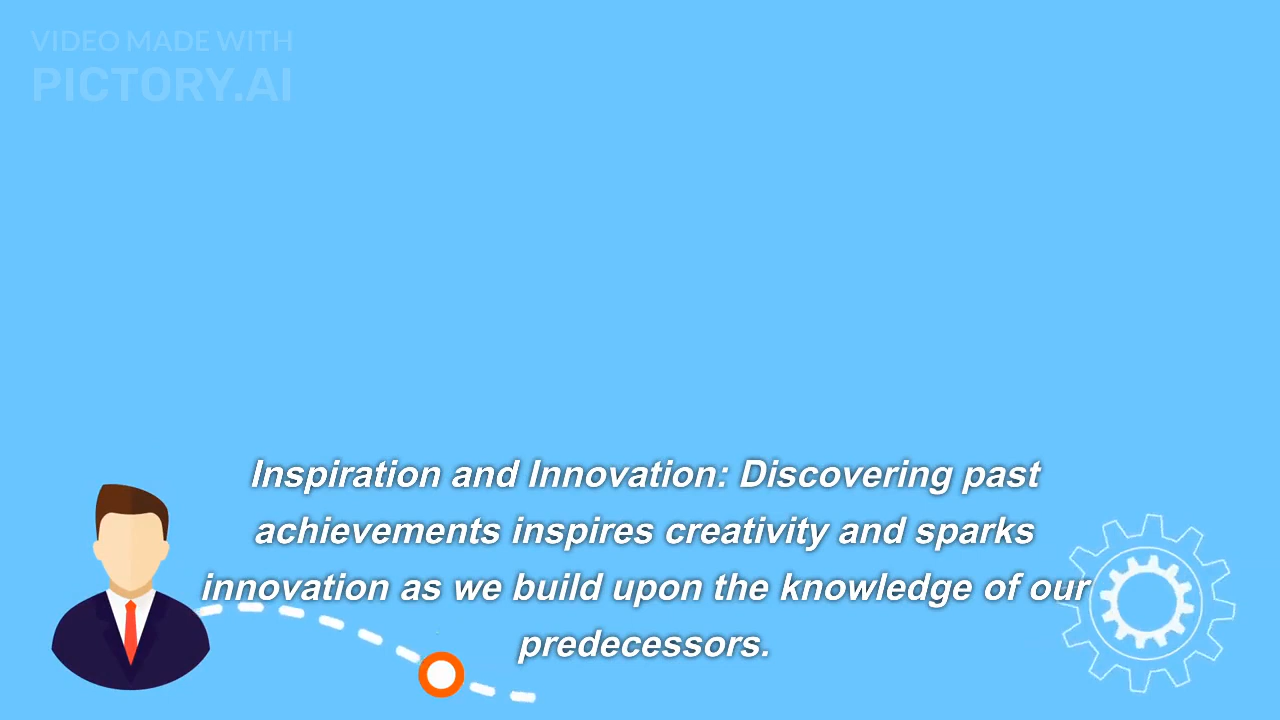 VIDEO MADE WITH
PICTORY.AI
Inspiration and Innovation: Discovering past
achievements inspires creativity and sparks
innovation as we build upon the knowledge of our
predecessors.